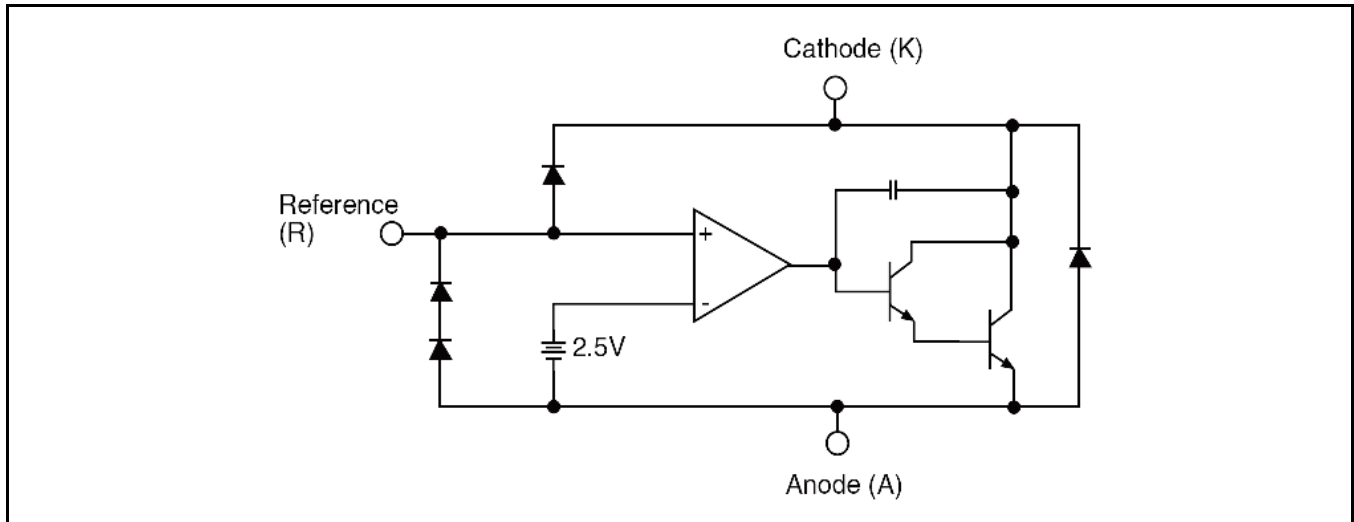 Cathode (K)
Reference
(R)
+
-
2.5V
Anode (A)